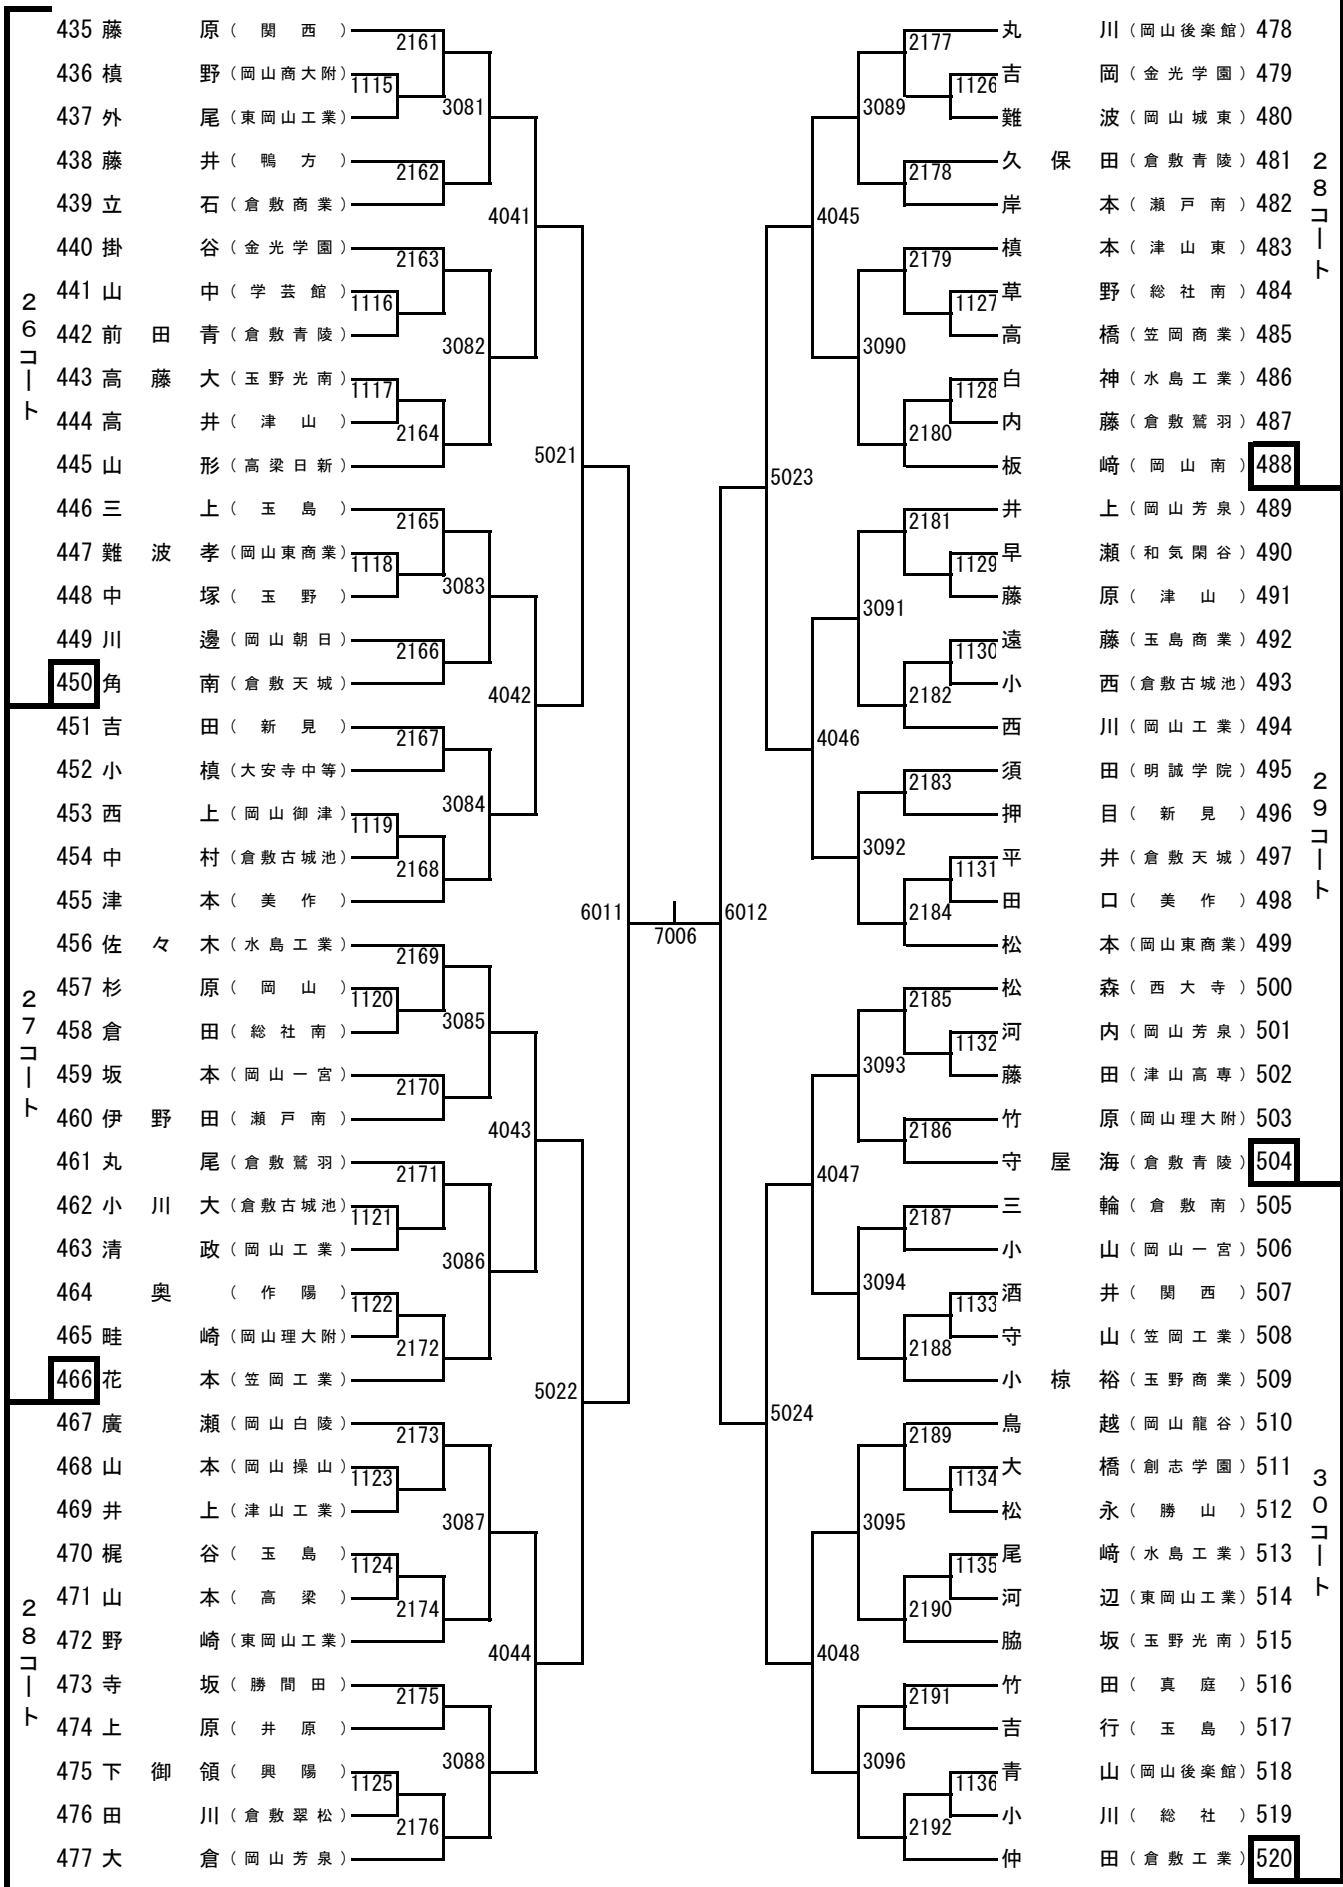 435 藤原 (関西)
2161
436 槙野 (岡山商大附)
1115
437 外尾 (東岡山工業)
3081
438 藤井 (鴨方)
2162
439 立石 (倉敷商業)
4041
440 掛谷 (金光学園)
2163
441 山中 (学芸館)
1116
442 前田青 (倉敷青陵)
3082
443 高藤大 (玉野光南)
1117
444 高井 (津山)
2164
445 山形 (高梁日新)
5021
446 三上 (玉島)
2165
447 難波孝 (岡山東商業)
1118
448 中塚 (玉野)
3083
449 川邊 (岡山朝日)
2166
450 角南 (倉敷天城)
4042
451 吉田 (新見)
2167
452 小槙 (大安寺中等)
3084
453 西上 (岡山御津)
1119
454 中村 (倉敷古城池)
2168
455 津本 (美作)
6011
456 佐々木 (水島工業)
2169
457 杉原 (岡山)
1120
458 倉田 (総社南)
3085
459 坂本 (岡山一宮)
2170
460 伊野田 (瀬戸南)
4043
461 丸尾 (倉敷鷲羽)
2171
462 小川大 (倉敷古城池)
1121
463 清政 (岡山工業)
3086
464 奥 (作陽)
1122
465 畦崎 (岡山理大附)
2172
466 花本 (笠岡工業)
5022
467 廣瀬 (岡山白陵)
2173
468 山本 (岡山操山)
1123
469 井上 (津山工業)
3087
470 梶谷 (玉島)
1124
471 山本 (高梁)
2174
472 野崎 (東岡山工業)
4044
473 寺坂 (勝間田)
2175
474 上原 (井原)
3088
475 下御領 (興陽)
1125
476 田川 (倉敷翠松)
2176
477 大倉 (岡山芳泉)
26コート
27コート
28コート
7006
丸川 (岡山後楽館) 478
2177
吉岡 (金光学園) 479
1126
難波 (岡山城東) 480
3089
久保田 (倉敷青陵) 481
2178
岸本 (瀬戸南) 482
4045
槙本 (津山東) 483
2179
草野 (総社南) 484
1127
高橋 (笠岡商業) 485
3090
白神 (水島工業) 486
1128
内藤 (倉敷鷲羽) 487
2180
板﨑 (岡山南) 488
5023
井上 (岡山芳泉) 489
2181
早瀬 (和気閑谷) 490
1129
藤原 (津山) 491
3091
遠藤 (玉島商業) 492
1130
小西 (倉敷古城池) 493
2182
西川 (岡山工業) 494
4046
須田 (明誠学院) 495
2183
押目 (新見) 496
3092
平井 (倉敷天城) 497
1131
田口 (美作) 498
2184
松本 (岡山東商業) 499
6012
松森 (西大寺) 500
2185
河内 (岡山芳泉) 501
1132
藤田 (津山高専) 502
3093
竹原 (岡山理大附) 503
2186
守屋海 (倉敷青陵) 504
4047
三輪 (倉敷南) 505
2187
小山 (岡山一宮) 506
3094
酒井 (関西) 507
1133
守山 (笠岡工業) 508
2188
小椋裕 (玉野商業) 509
5024
鳥越 (岡山龍谷) 510
2189
大橋 (創志学園) 511
1134
松永 (勝山) 512
3095
尾﨑 (水島工業) 513
1135
河辺 (東岡山工業) 514
2190
脇坂 (玉野光南) 515
4048
竹田 (真庭) 516
2191
吉行 (玉島) 517
3096
青山 (岡山後楽館) 518
1136
小川 (総社) 519
2192
仲田 (倉敷工業) 520
28コート
29コート
30コート